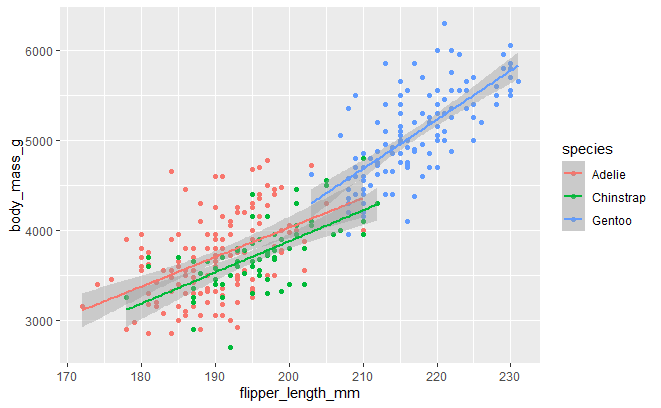 6000
5000
4000
3000
body_mass_g
170
180
190
200
210
220
230
flipper_length_mm
species
Adelie
Chinstrap
Gentoo